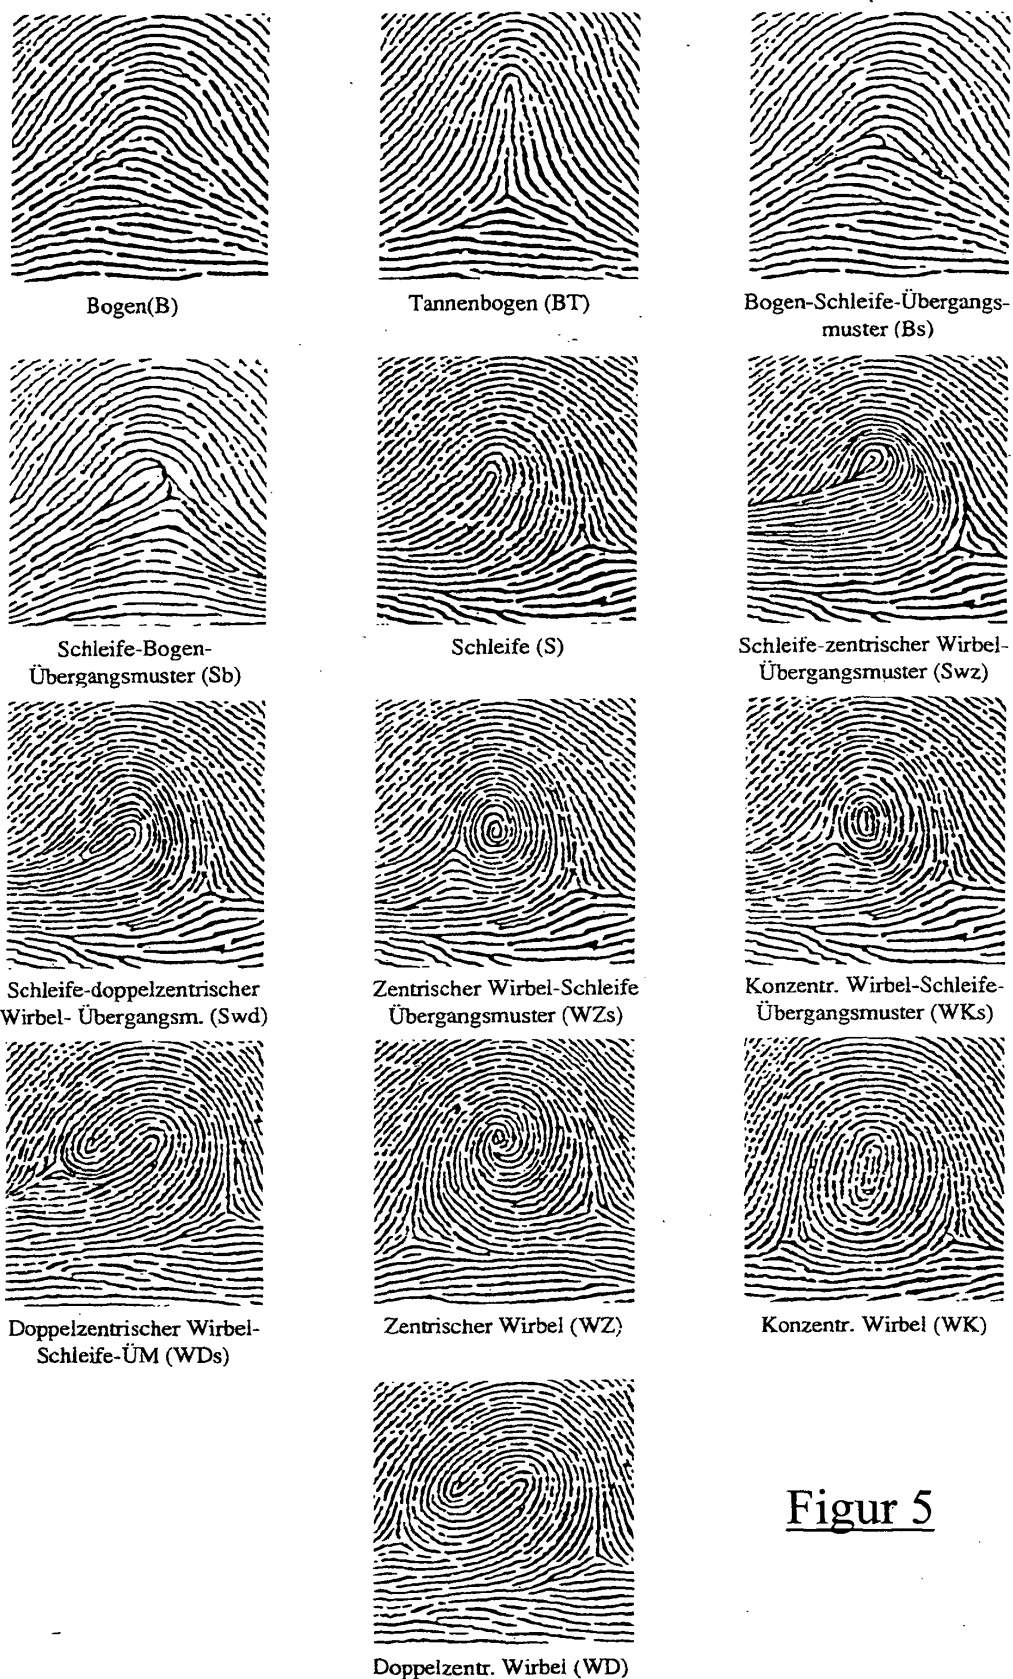 Bogen(B)
Tannenbogen (BT)
Bogen-Schleife-Übergangs-
muster (Bs)
Schleife-Bogen-
Übergangsmuster (Sb)
Schleife (S)
Schleife-zentrischer Wirbel-
Übergangsmuster (Swz)
Schleife-doppelzentrischer
Wirbel- Übergangsm. (Swd)
Zentrischer Wirbel-Schleife
Übergangsmuster (WZs)
Konzentr. Wirbel-Schleife-
Übergangsmuster (WKs)
Doppelzentrischer Wirbel-
Schleife-ÜM (WDs)
Zentrischer Wirbel (WZ)
Konzentr. Wirbel (WK)
Doppelzentr. Wirbel (WD)
Figur 5